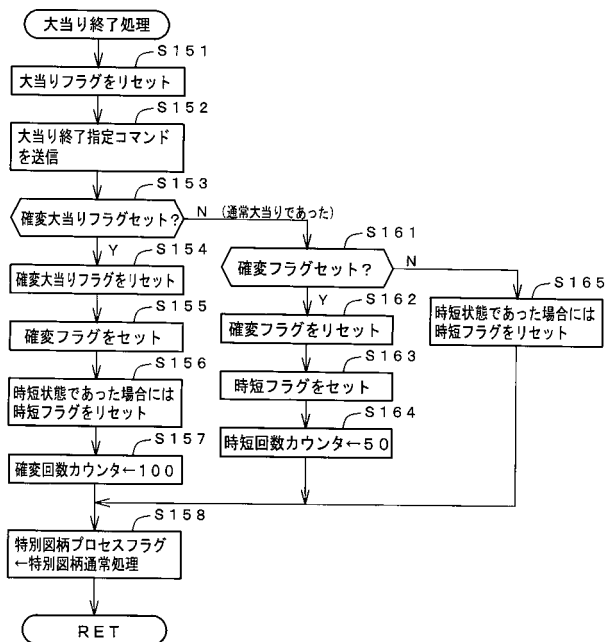 大当り終了処理
S151
大当りフラグをリセット
S152
大当り終了指定コマンド
を送信
S153
確変大当りフラグセット?
N
(通常大当りであった)
Y
S154
確変大当りフラグをリセット
S155
確変フラグをセット
S156
時短状態であった場合には
時短フラグをリセット
S157
確変回数カウンタ←100
S161
確変フラグセット?
N
Y
S162
確変フラグをリセット
S163
時短フラグをセット
S164
時短回数カウンタ←50
S165
時短状態であった場合には
時短フラグをリセット
S158
特別図柄プロセスフラグ
←特別図柄通常処理
RET